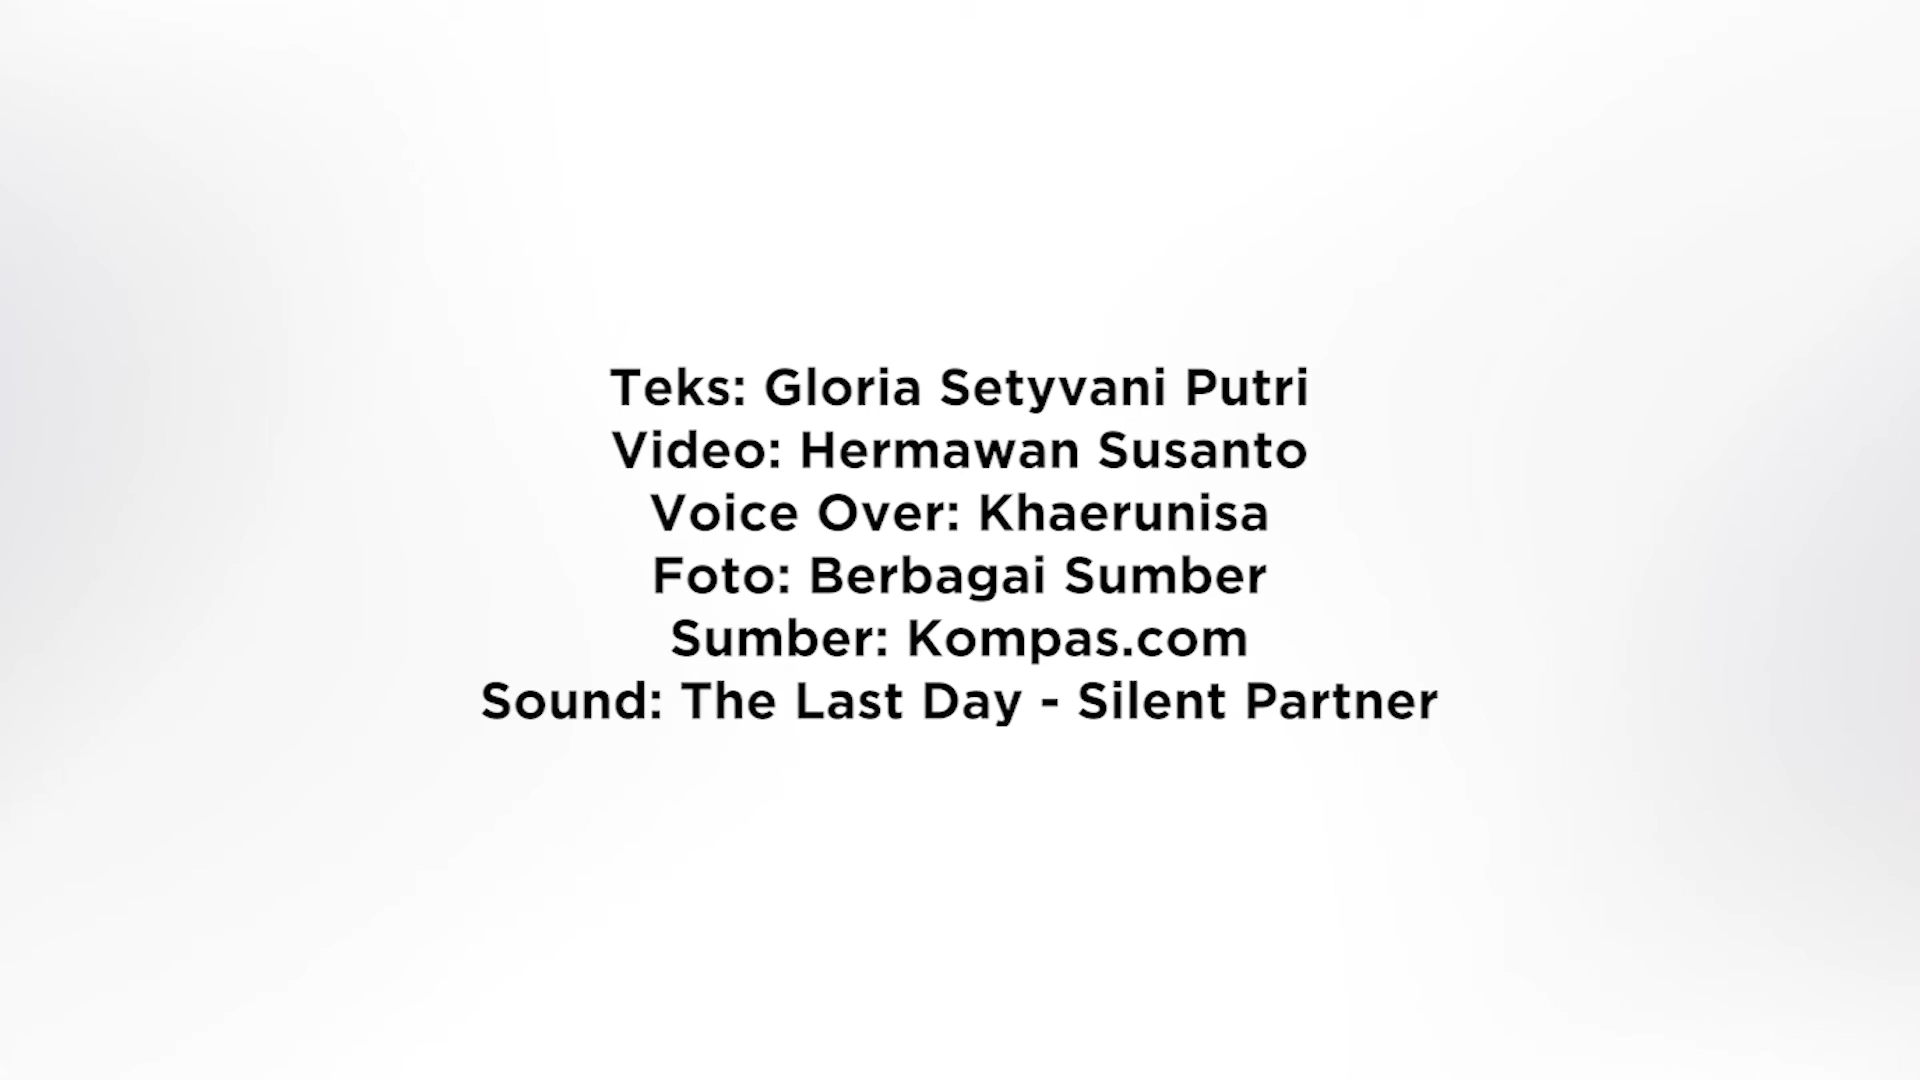 Teks: Gloria Setyvani Putri
Video: Hermawan Susanto
Voice Over: Khaerunisa
Foto: Berbagai Sumber
Sumber: Kompas.com
Sound: The Last Day - Silent Partner